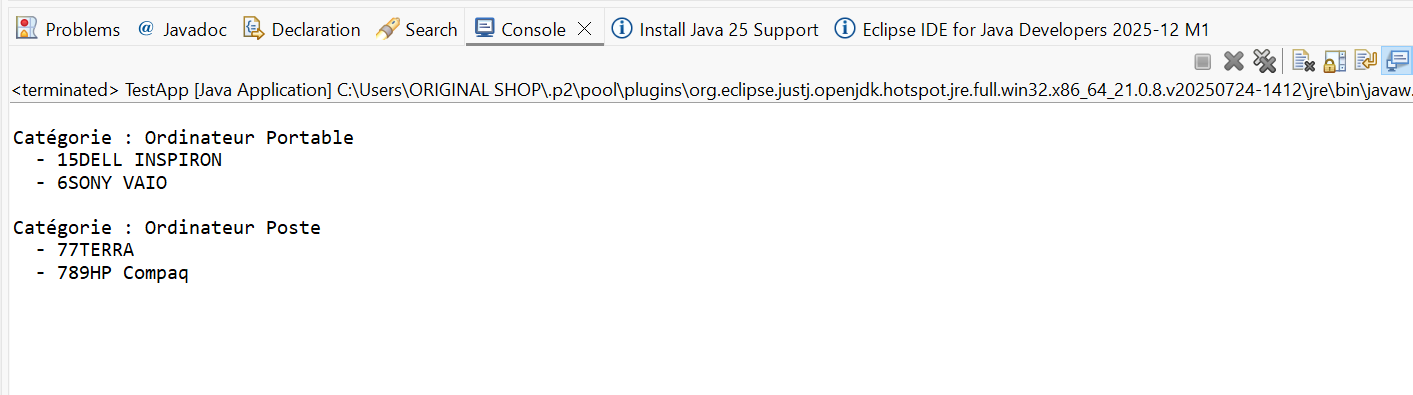 Problems @ Javadoc Declaration Search Console Install Java 25 Support Eclipse IDE for Java Developers 2025-12 M1
<terminated> TestApp [Java Application] C:\Users\ORIGINAL SHOP\.p2\pool\plugins\org.eclipse.justj.openjdk.hotspot.jre.full.win32.x86_64_21.0.8.v20250724-1412\jre\bin\javaw.
Catégorie : Ordinateur Portable
  - 15DELL INSPIRON
  - 6SONY VAIO
Catégorie : Ordinateur Poste
  - 77TERRA
  - 789HP Compaq